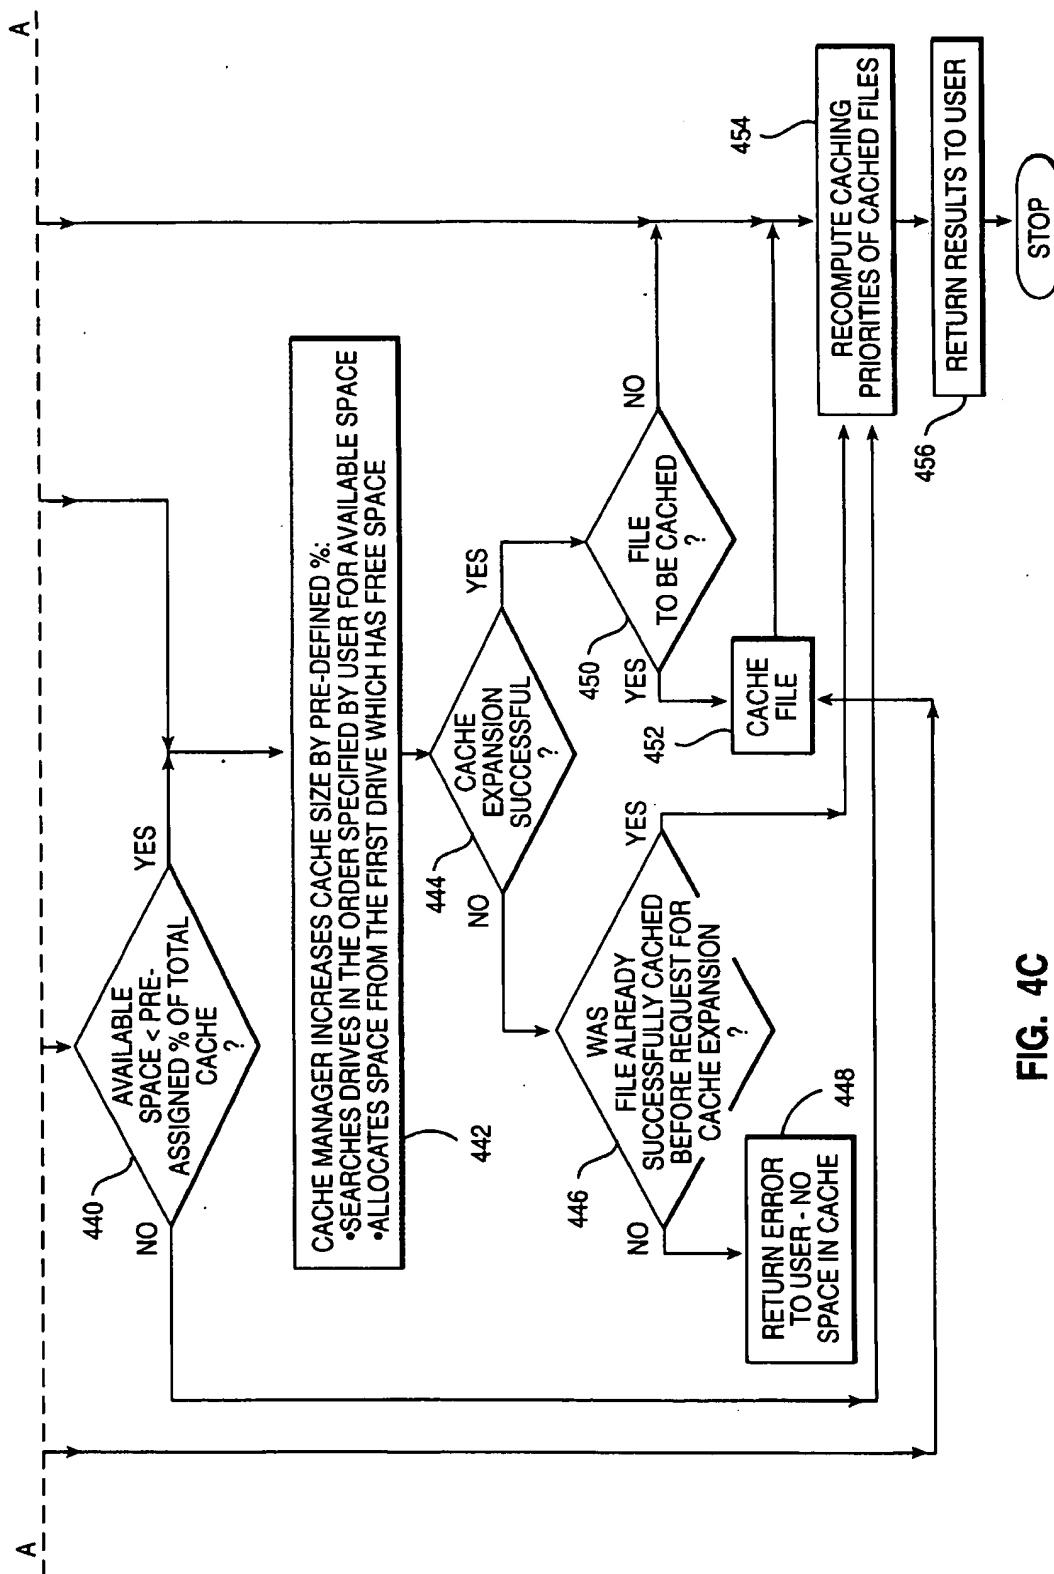 A
A
AVAILABLE
SPACE < PRE-
ASSIGNED % OF TOTAL
CACHE
?
440
NO
YES
CACHE MANAGER INCREASES CACHE SIZE BY PRE-DEFINED %:
•SEARCHES DRIVES IN THE ORDER SPECIFIED BY USER FOR AVAILABLE SPACE
•ALLOCATES SPACE FROM THE FIRST DRIVE WHICH HAS FREE SPACE
442
CACHE
EXPANSION
SUCCESSFUL
?
444
NO
YES
WAS
FILE ALREADY
SUCCESSFULLY CACHED
BEFORE REQUEST FOR
CACHE EXPANSION
?
446
NO
YES
RETURN ERROR
TO USER - NO
SPACE IN CACHE
448
FILE
TO BE CACHED
?
450
YES
NO
CACHE
FILE
452
RECOMPUTE CACHING
PRIORITIES OF CACHED FILES
454
RETURN RESULTS TO USER
456
STOP
FIG. 4C